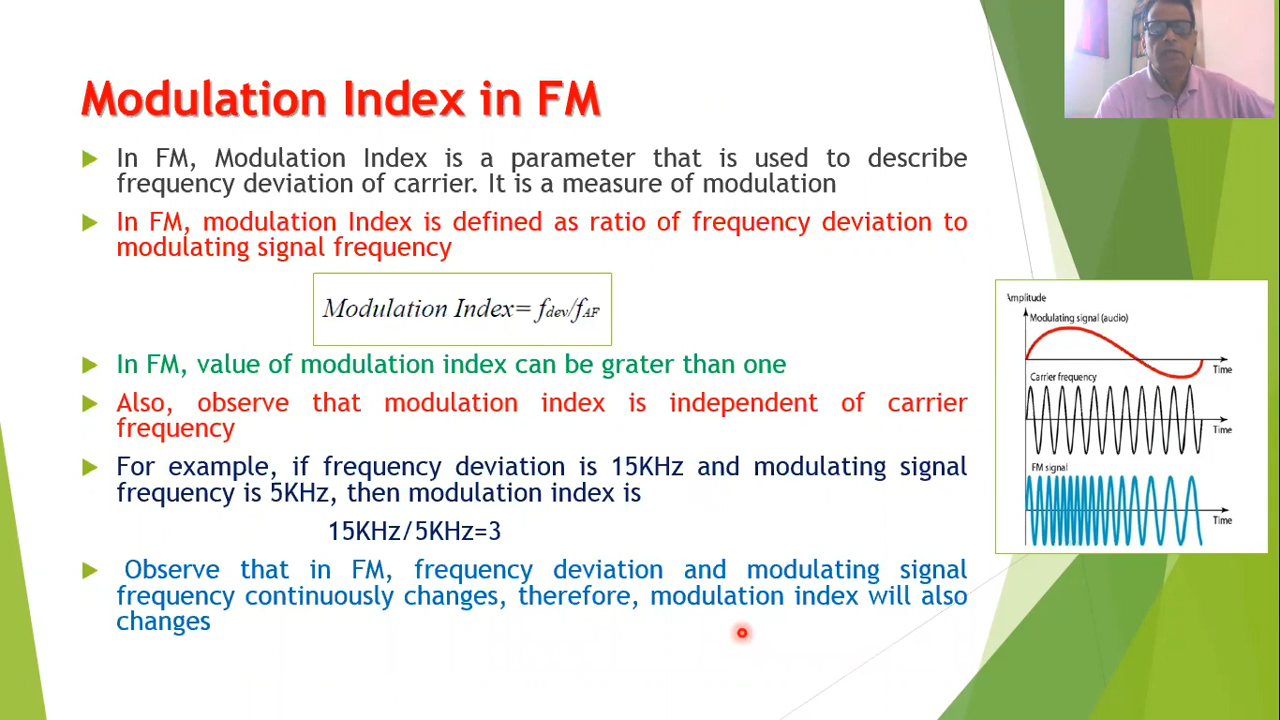 Modulation Index in FM
In FM, Modulation Index is a parameter that is used to describe
frequency deviation of carrier. It is a measure of modulation
In FM, modulation Index is defined as ratio of frequency deviation to
modulating signal frequency
Modulation Index= fdev/fAF
In FM, value of modulation index can be grater than one
Also, observe that modulation index is independent of carrier
frequency
For example, if frequency deviation is 15KHz and modulating signal
frequency is 5KHz, then modulation index is
15KHz/5KHz=3
Observe that in FM, frequency deviation and modulating signal
frequency continuously changes, therefore, modulation index will also
changes
Amplitude
Modulating signal (audio)
Time
Carrier frequency
Time
FM signal
Time